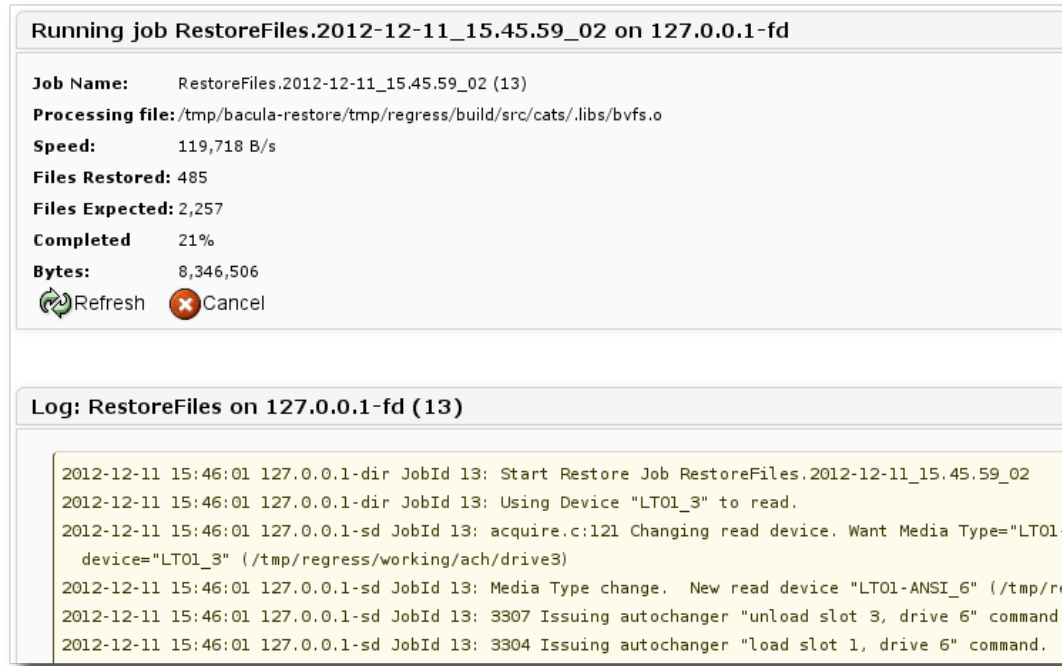 Running job RestoreFiles.2012-12-11_15.45.59_02 on 127.0.0.1-fd
Job Name: RestoreFiles.2012-12-11_15.45.59_02 (13)
Processing file: /tmp/bacula-restore/tmp/regress/build/src/cats/.libs/bvfs.o
Speed: 119,718 B/s
Files Restored: 485
Files Expected: 2,257
Completed 21%
Bytes: 8,346,506
Refresh Cancel
Log: RestoreFiles on 127.0.0.1-fd (13)
2012-12-11 15:46:01 127.0.0.1-dir JobId 13: Start Restore Job RestoreFiles.2012-12-11_15.45.59_02
2012-12-11 15:46:01 127.0.0.1-dir JobId 13: Using Device "LTO1_3" to read.
2012-12-11 15:46:01 127.0.0.1-sd JobId 13: acquire.c:121 Changing read device. Want Media Type="LTO1-
device="LTO1_3" (/tmp/regress/working/ach/drive3)
2012-12-11 15:46:01 127.0.0.1-sd JobId 13: Media Type change.  New read device "LTO1-ANSI_6" (/tmp/re
2012-12-11 15:46:01 127.0.0.1-sd JobId 13: 3307 Issuing autochanger "unload slot 3, drive 6" command
2012-12-11 15:46:01 127.0.0.1-sd JobId 13: 3304 Issuing autochanger "load slot 1, drive 6" command.